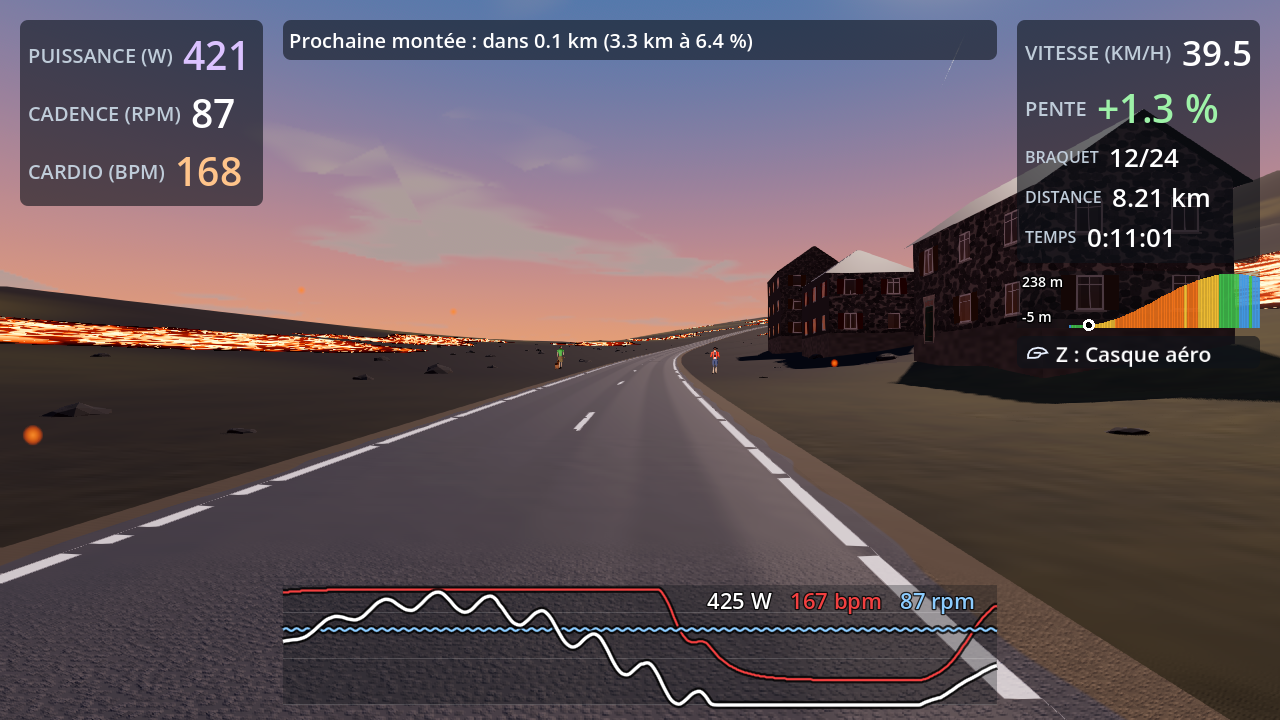 PUISSANCE (W) 421
CADENCE (RPM) 87
CARDIO (BPM) 168
Prochaine montée : dans 0.1 km (3.3 km à 6.4 %)
VITESSE (KM/H) 39.5
PENTE +1.3 %
BRAQUET 12/24
DISTANCE 8.21 km
TEMPS 0:11:01
238 m
-5 m
Z : Casque aéro
425 W 167 bpm 87 rpm